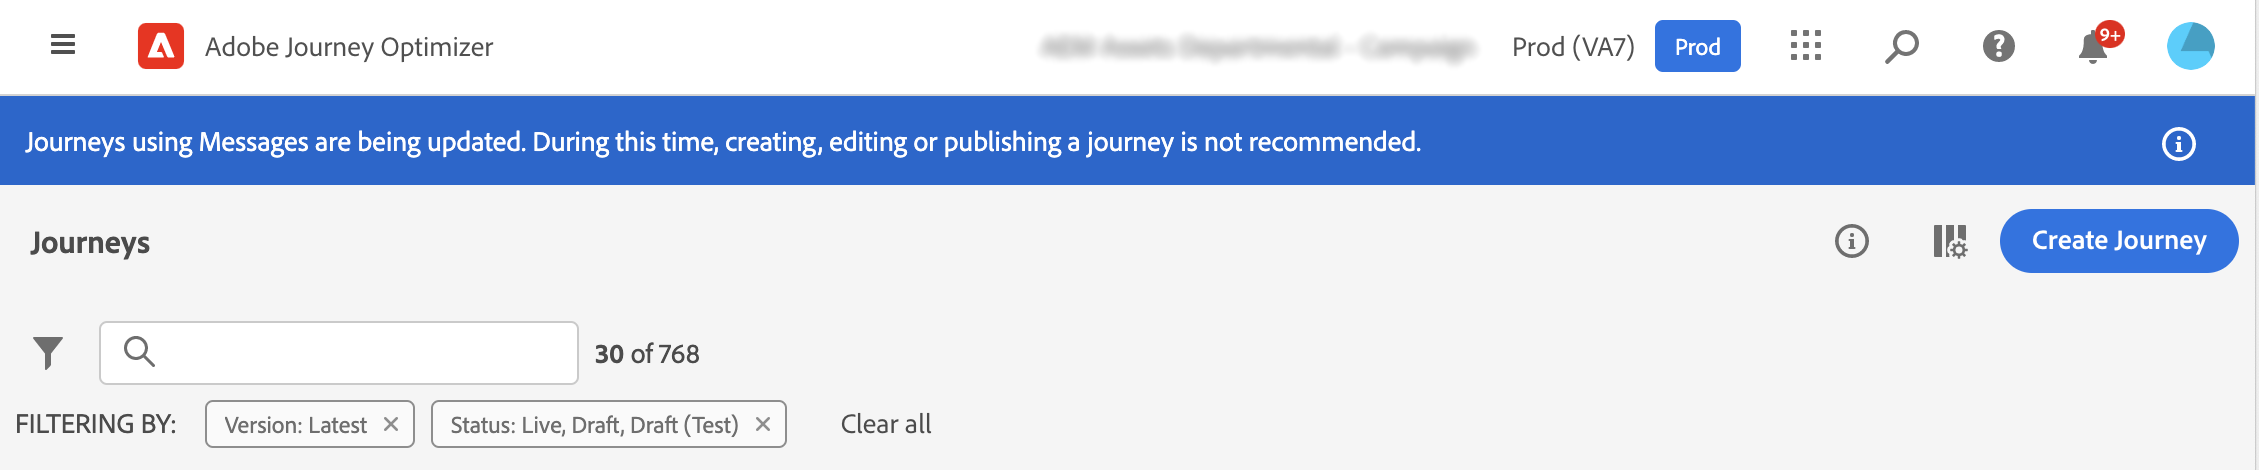 Adobe Journey Optimizer
Prod (VA7) Prod 9+
Journeys using Messages are being updated. During this time, creating, editing or publishing a journey is not recommended.
Journeys
Create Journey
30 of 768
FILTERING BY: Version: Latest Status: Live, Draft, Draft (Test) Clear all